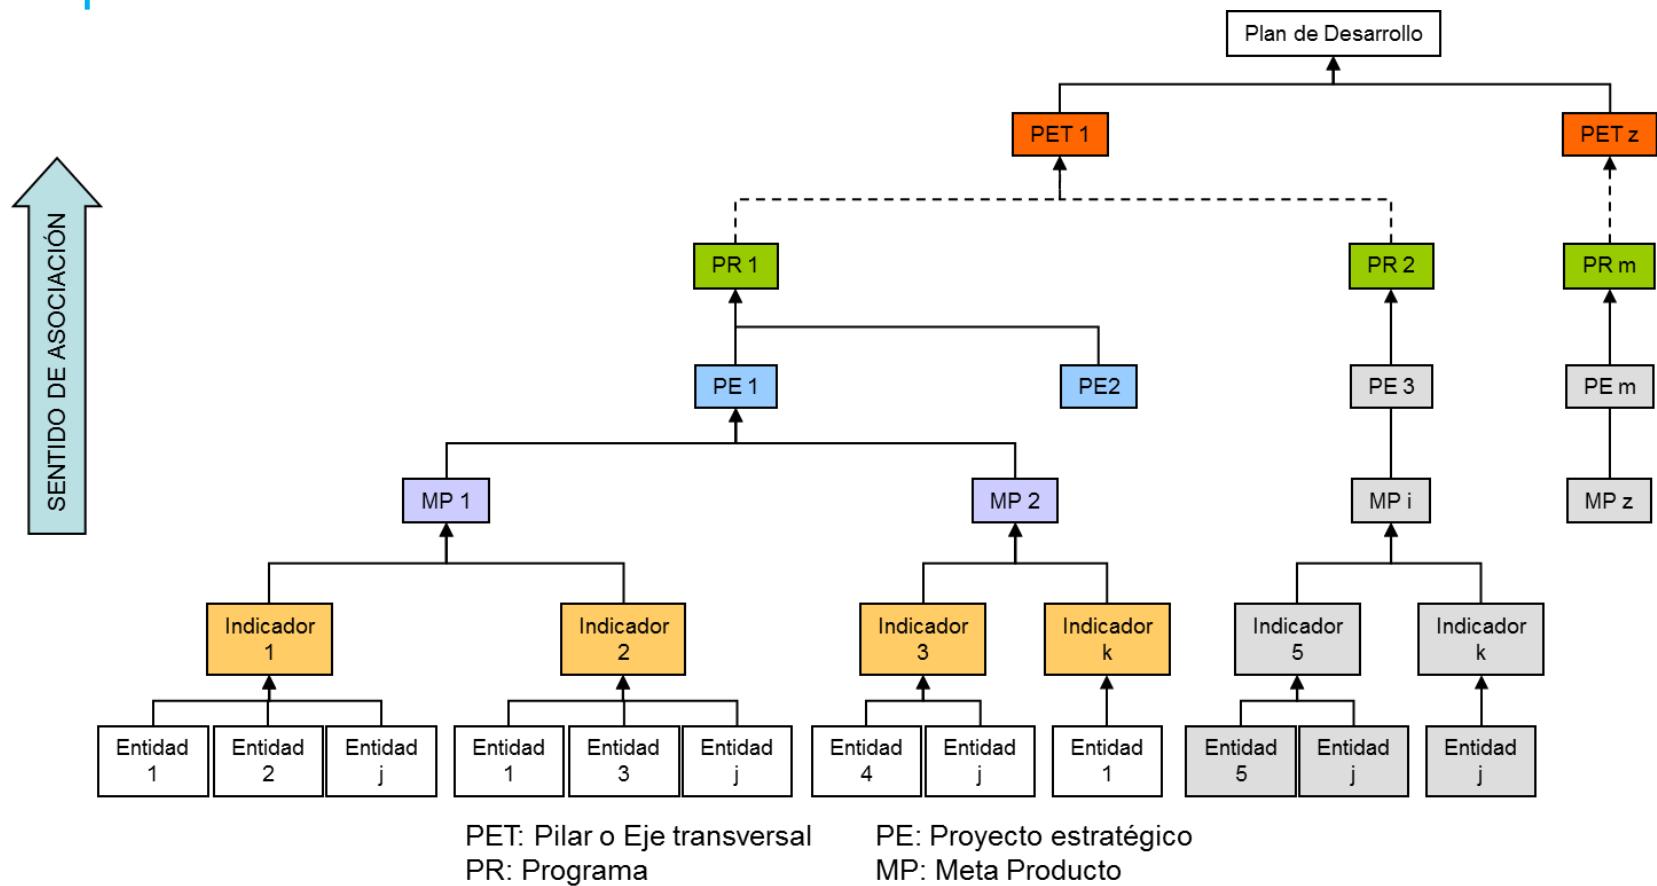 Plan de Desarrollo
PET 1
PET z
SENTIDO DE ASOCIACIÓN
PR 1
PR 2
PR m
PE 1
PE2
PE 3
PE m
MP 1
MP 2
MP i
MP z
Indicador
1
Indicador
2
Indicador
3
Indicador
k
Indicador
5
Indicador
k
Entidad
1
Entidad
2
Entidad
j
Entidad
1
Entidad
3
Entidad
j
Entidad
4
Entidad
j
Entidad
1
Entidad
5
Entidad
j
Entidad
j
PET: Pilar o Eje transversal
PR: Programa
PE: Proyecto estratégico
MP: Meta Producto